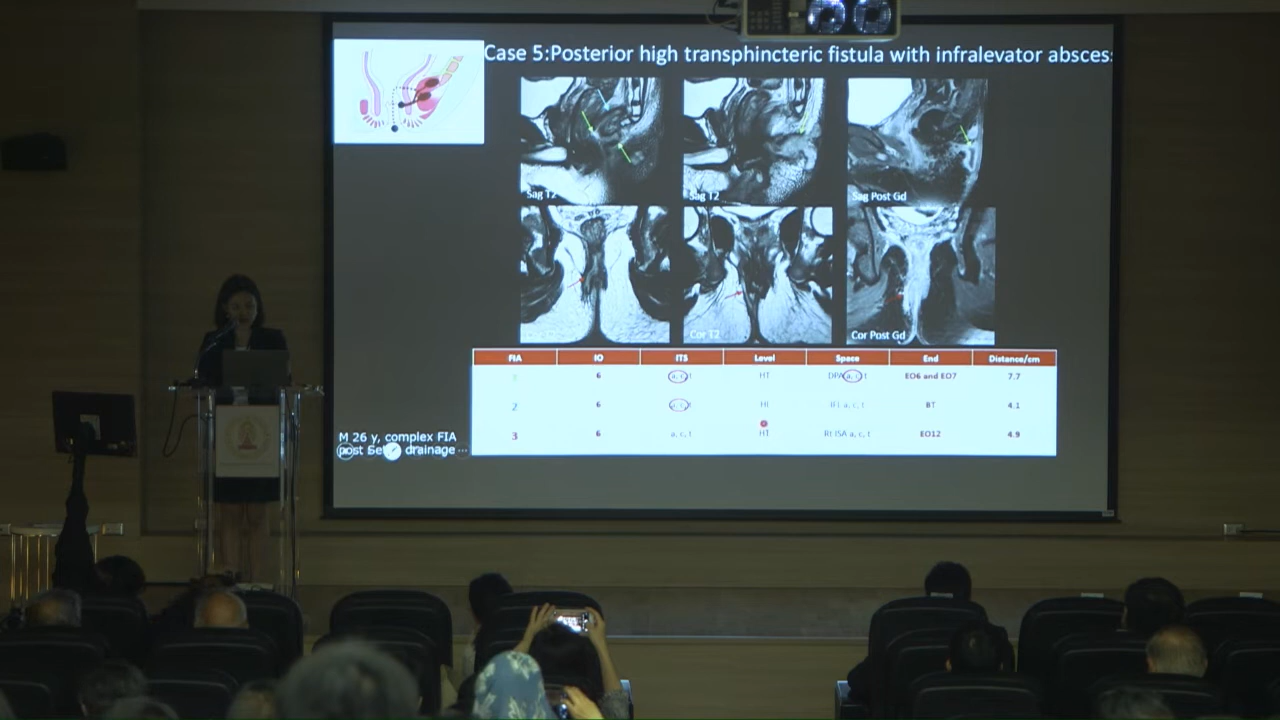 Case 5:Posterior high transphincteric fistula with infralevator absces
Sag T2
Sag T2
Sag Post Gd
Cor T2
Cor Post Gd
FIA IO ITS Level Space End Distance/cm
6 a, c, t HT DPA a, c, t EO6 and EO7 7.7
2 6 a, c, t BT 4.1
3 6 a, c, t HT Rt ISA a, c, t EO12 4.9
M 26 y, complex FIA
post drainage